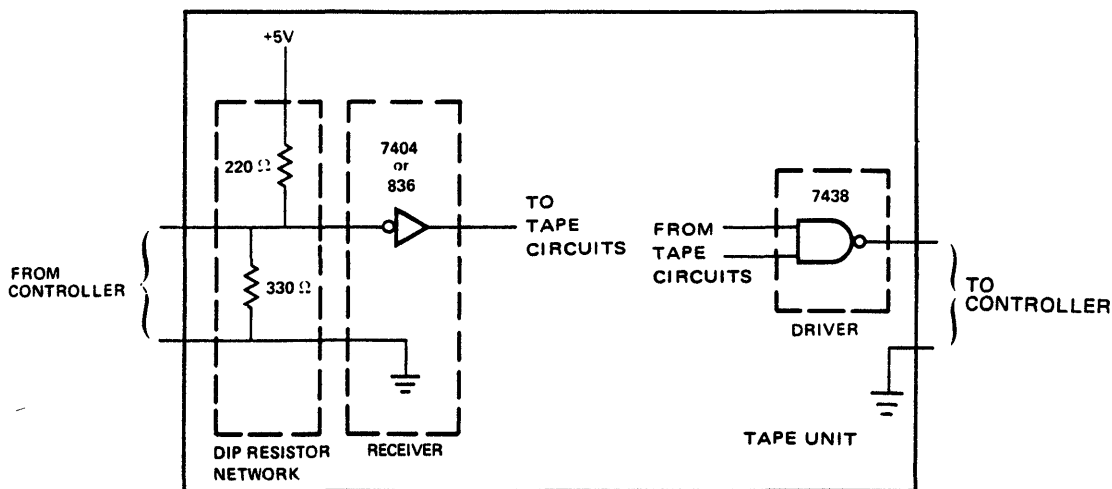 +5V
220 Ω
7404
or
836
330 Ω
FROM
CONTROLLER
TO
TAPE
CIRCUITS
DIP RESISTOR
NETWORK
RECEIVER
7438
FROM
TAPE
CIRCUITS
DRIVER
TO
CONTROLLER
TAPE UNIT